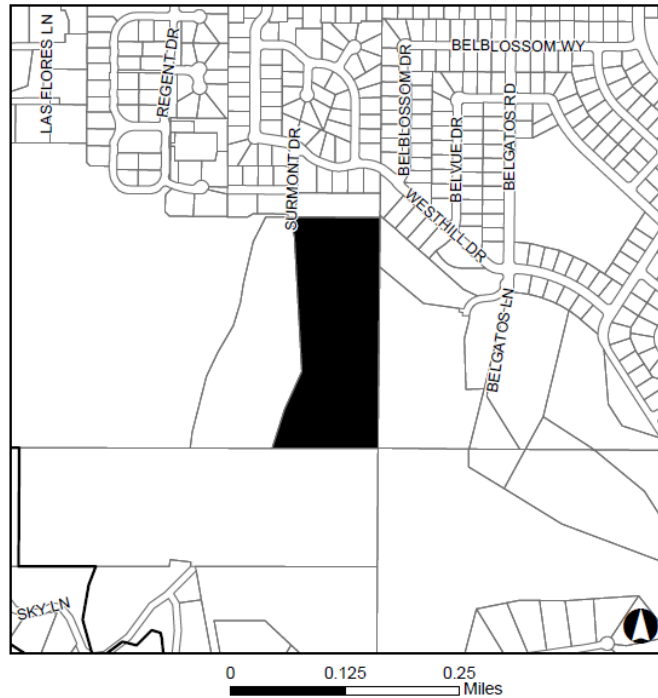 BELBLOSSOM WY
LAS FLORES LN
REGENT DR
BELBLOSSOM DR
BELVUE DR
BELGATOS RD
SURMONT DR
WESTHILL DR
BELGATOS LN
SKY LN
0 0.125 0.25
Miles